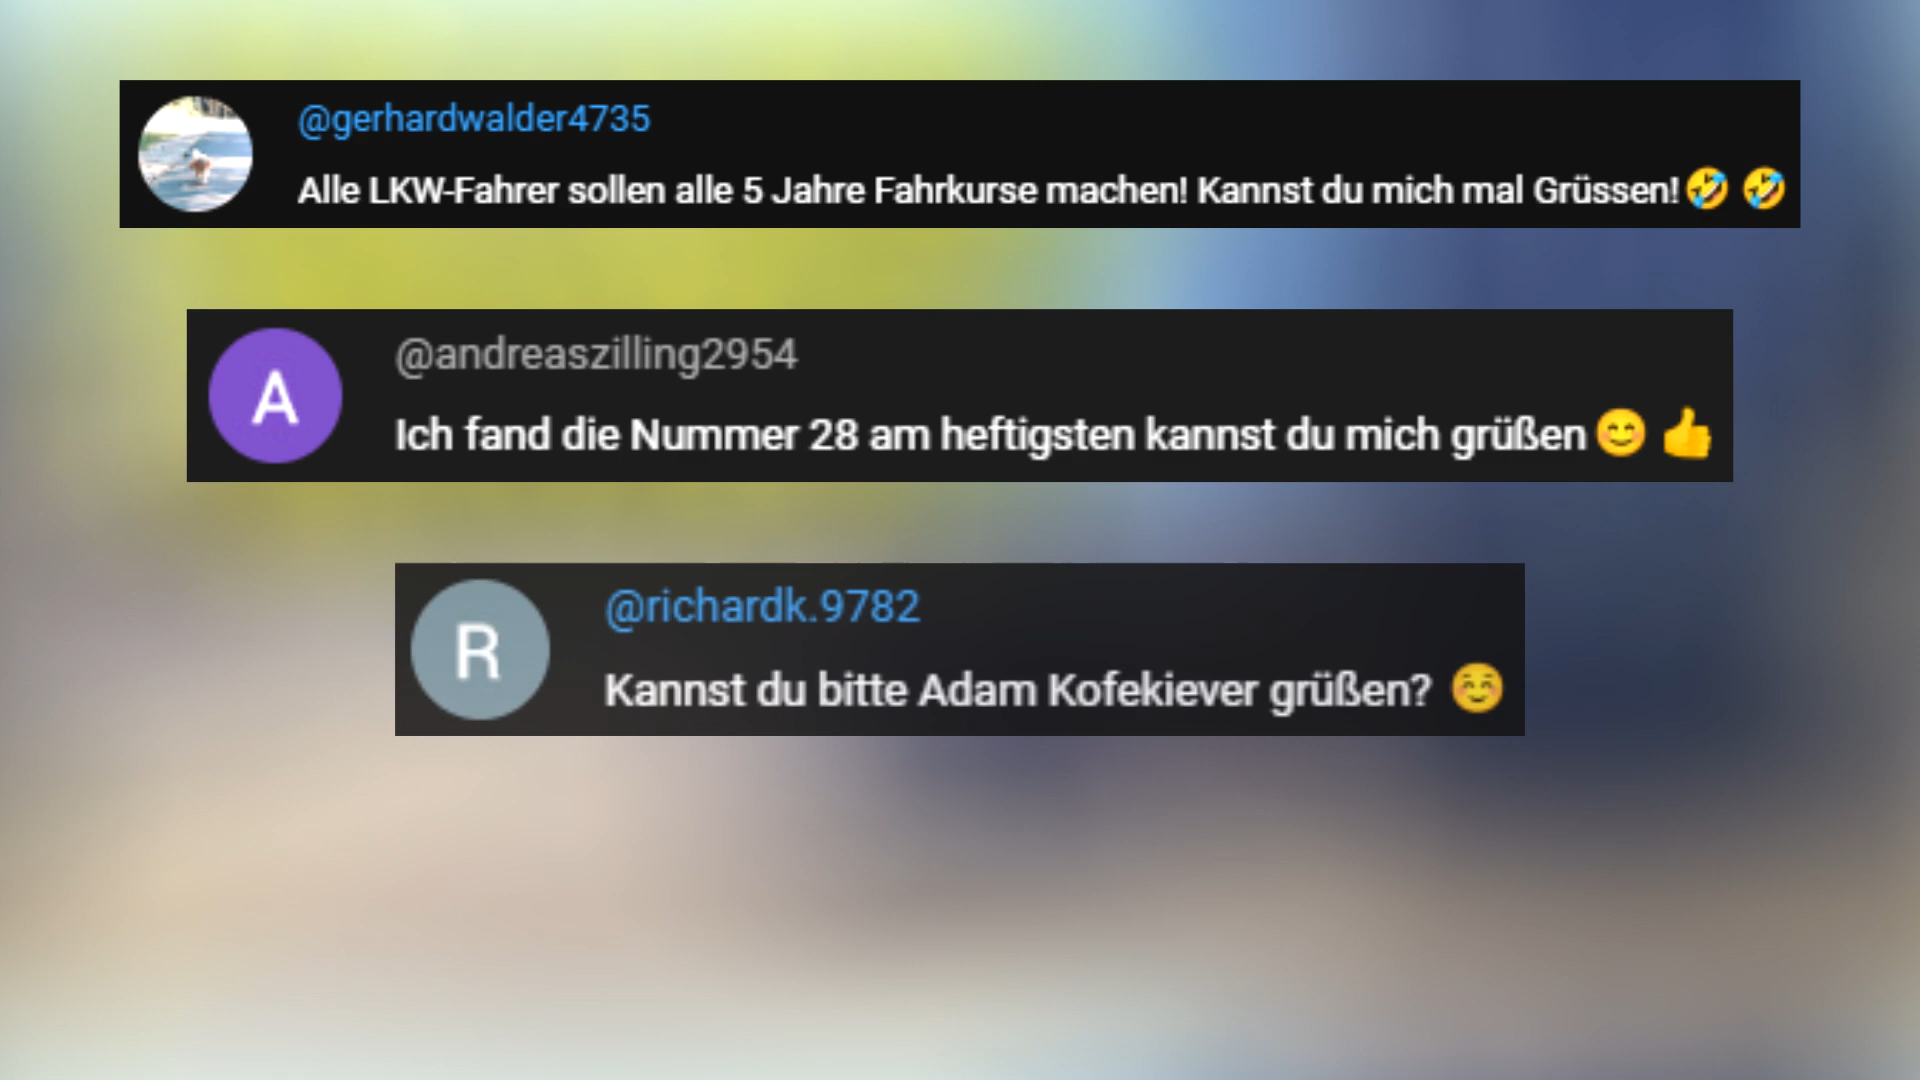 @gerhardwalder4735
Alle LKW-Fahrer sollen alle 5 Jahre Fahrkurse machen! Kannst du mich mal Grüssen!🤣 🤣
A
@andreaszilling2954
Ich fand die Nummer 28 am heftigsten kannst du mich grüßen😊 👍
R
@richardk.9782
Kannst du bitte Adam Kofekiever grüßen? ☺️